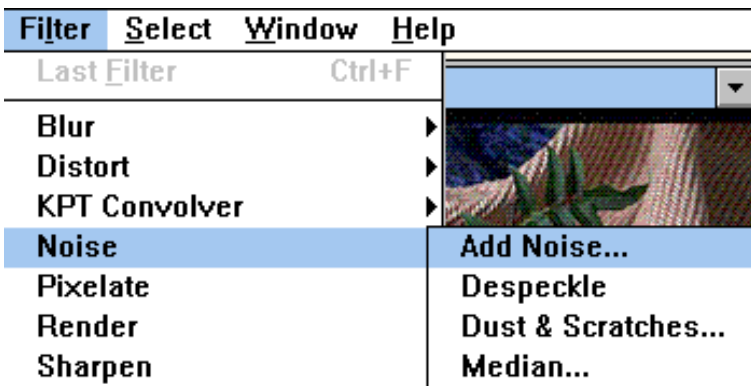 Filter Select Window Help
Last Filter Ctrl+F
Blur
Distort
KPT Convolver
Noise Add Noise...
Pixelate Despeckle
Render Dust & Scratches...
Sharpen Median...